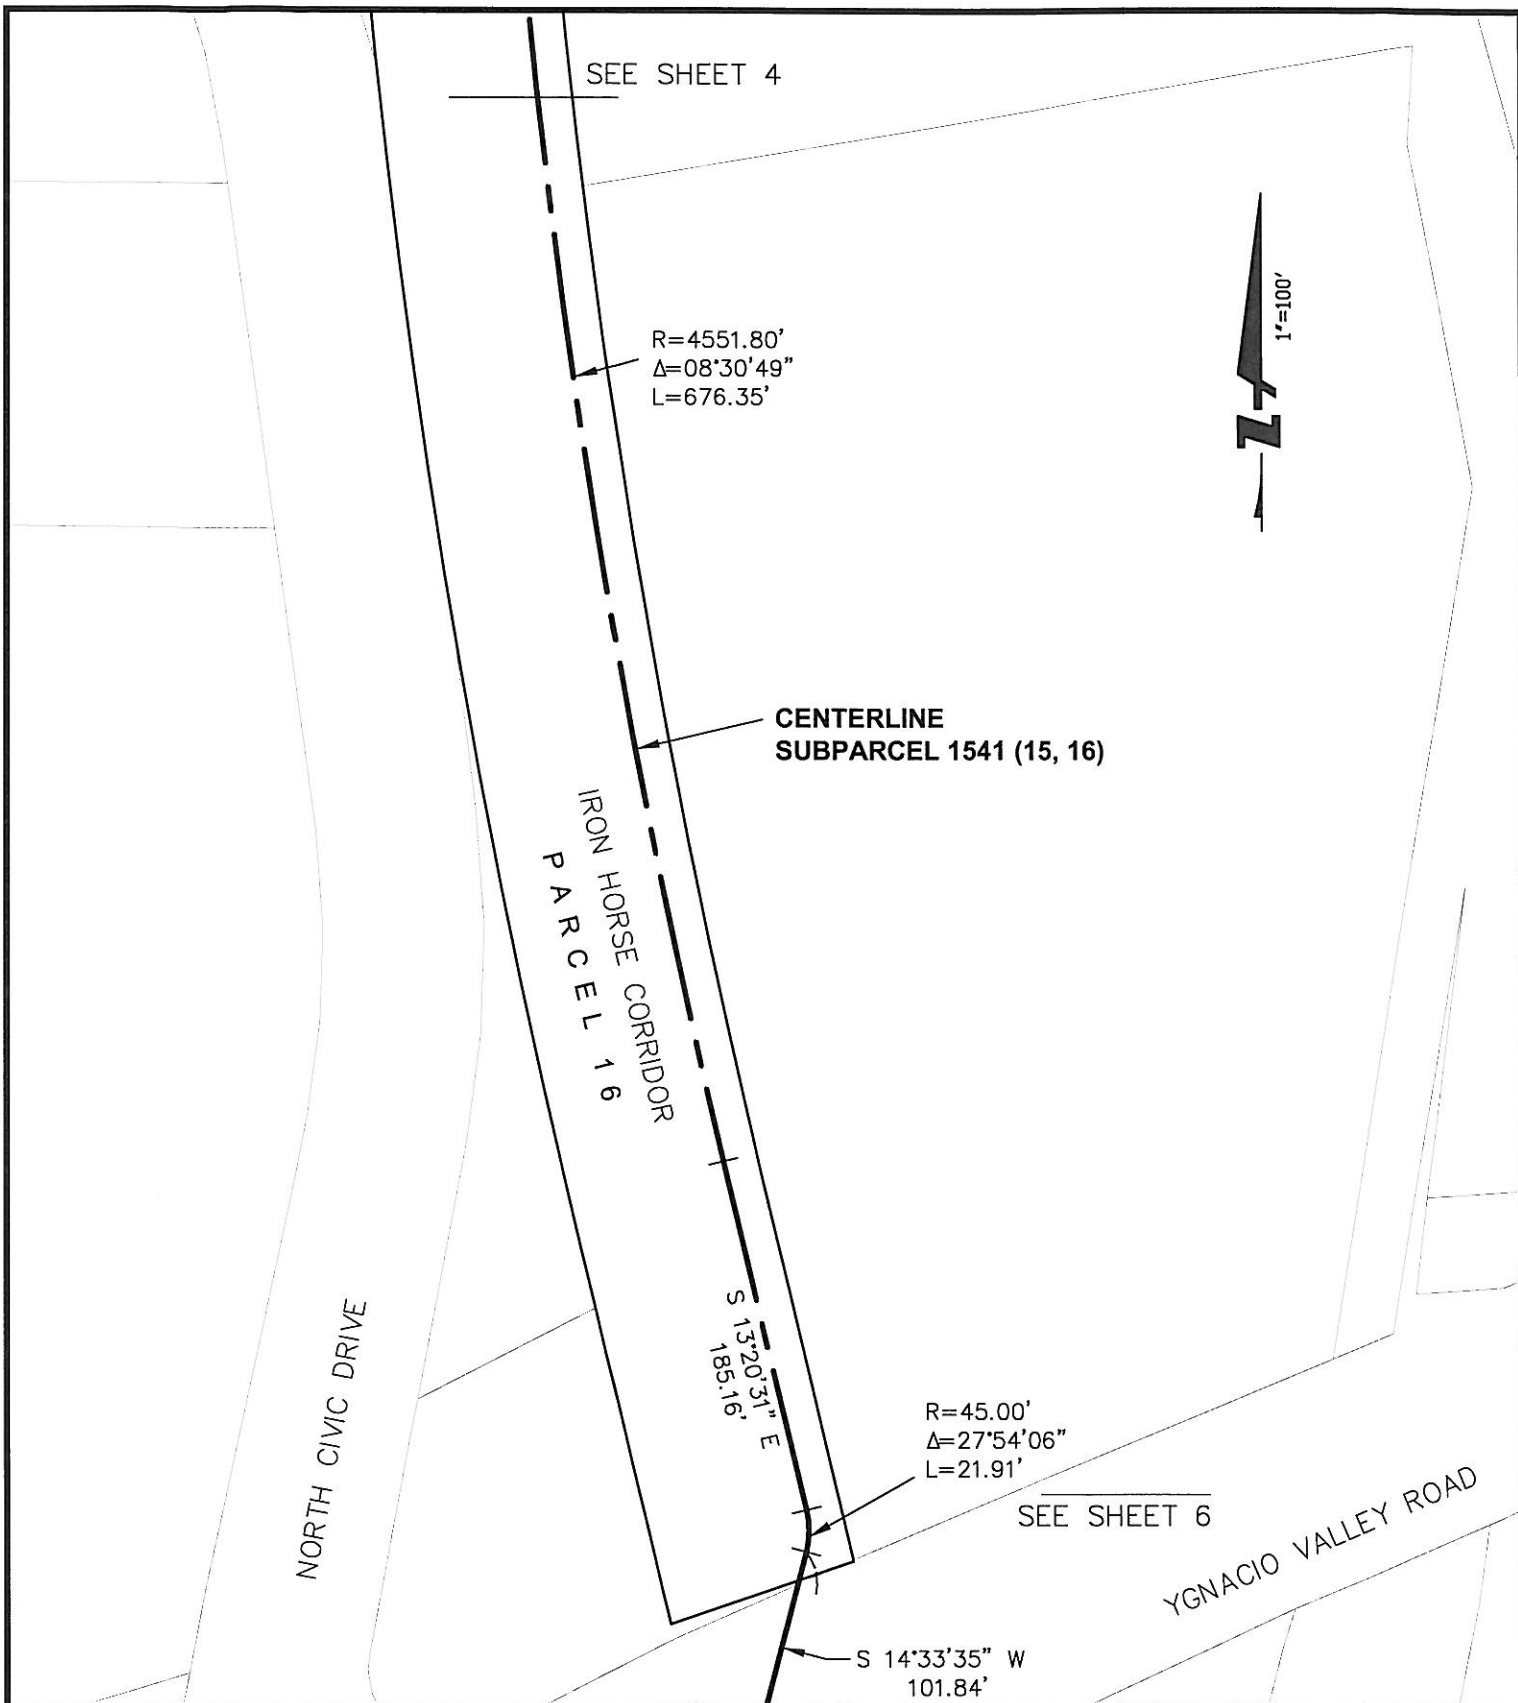 SEE SHEET 4
R=4551.80'
Δ=08°30'49"
L=676.35'
1"=100'
N
CENTERLINE
SUBPARCEL 1541 (15, 16)
IRON HORSE CORRIDOR
PARCEL 16
S 13°20'31" E
185.16'
NORTH CIVIC DRIVE
R=45.00'
Δ=27°54'06"
L=21.91'
SEE SHEET 6
YGNACIO VALLEY ROAD
S 14°33'35" W
101.84'